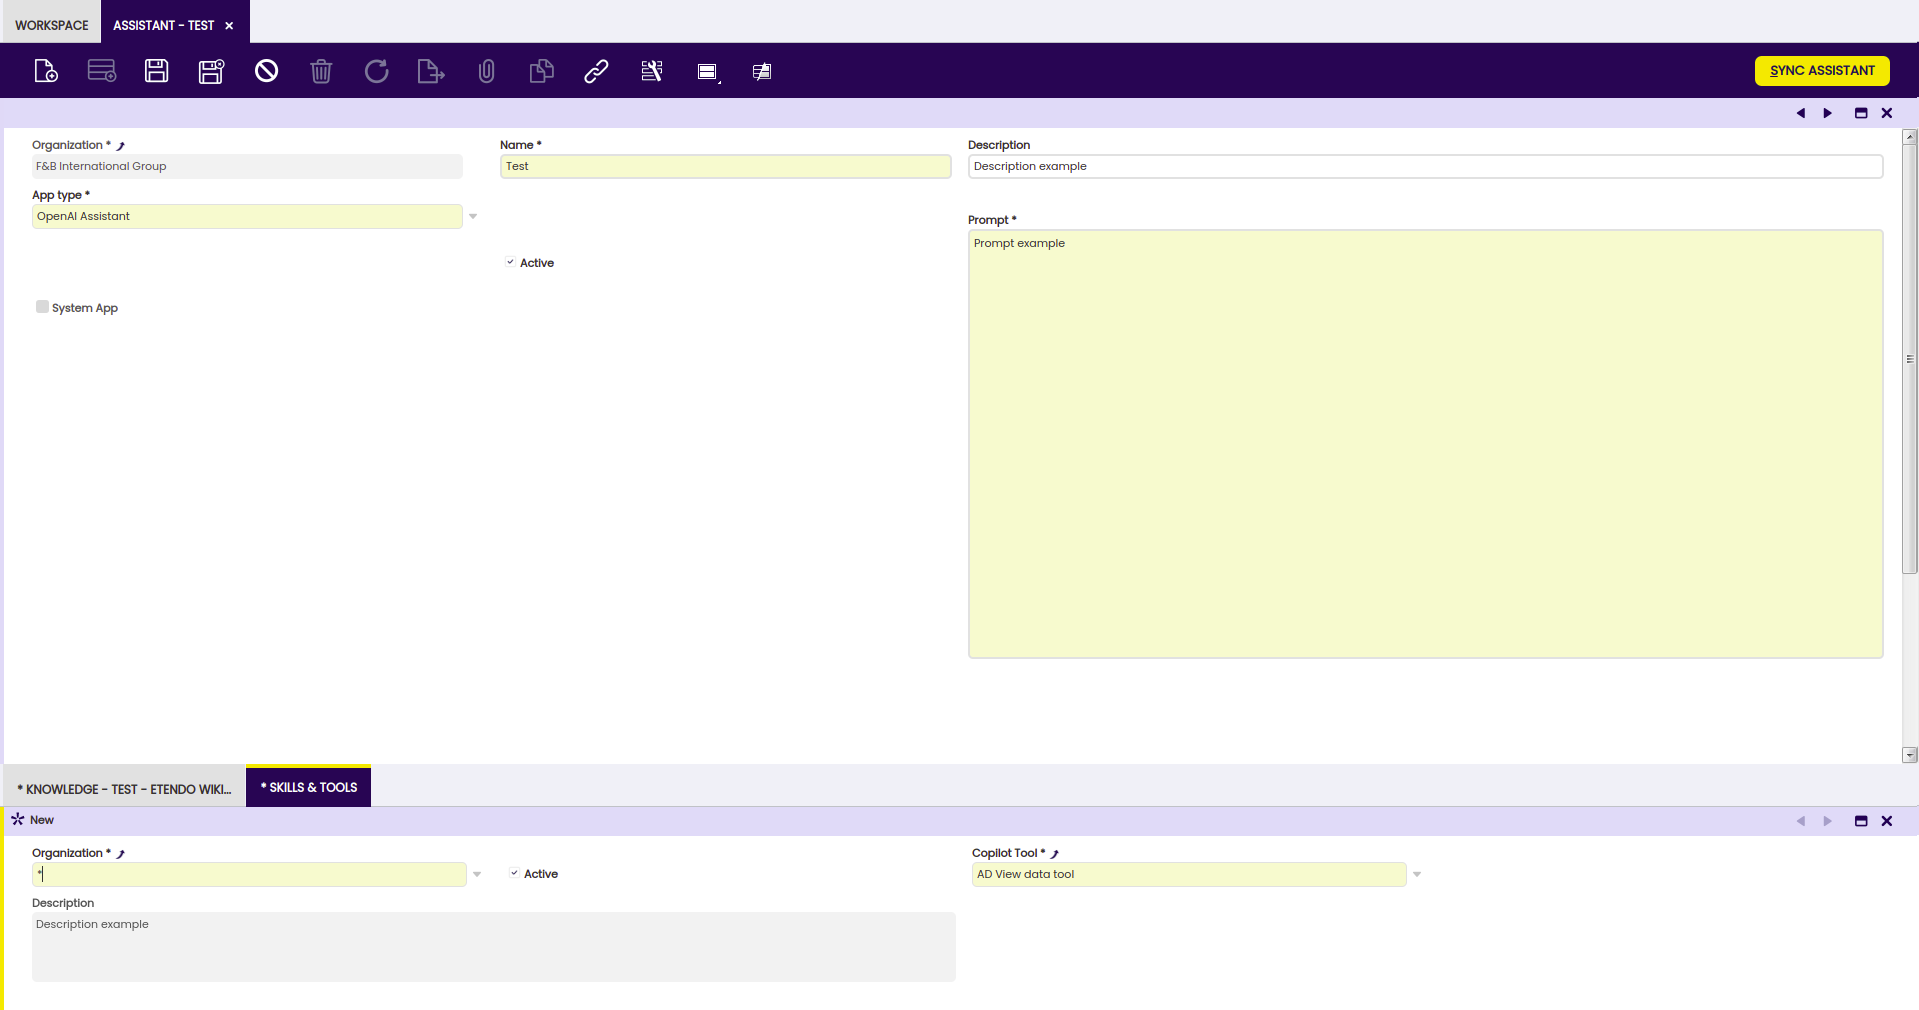 WORKSPACE
ASSISTANT - TEST
SYNC ASSISTANT
Organization *
F&B International Group
Name *
Test
Description
Description example
App type *
OpenAI Assistant
Prompt *
Prompt example
Active
System App
* KNOWLEDGE - TEST - ETENDO WIKI...
* SKILLS & TOOLS
New
Organization *
*
Active
Copilot Tool *
AD View data tool
Description
Description example